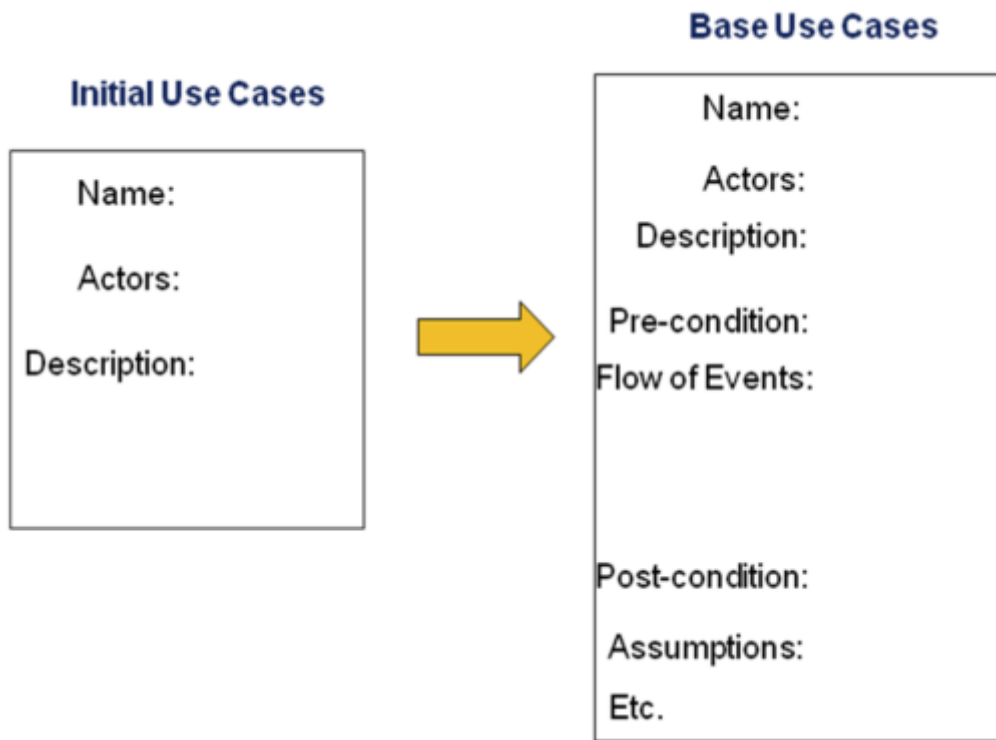 Initial Use Cases
Name:
Actors:
Description:
Base Use Cases
Name:
Actors:
Description:
Pre-condition:
Flow of Events:
Post-condition:
Assumptions:
Etc.